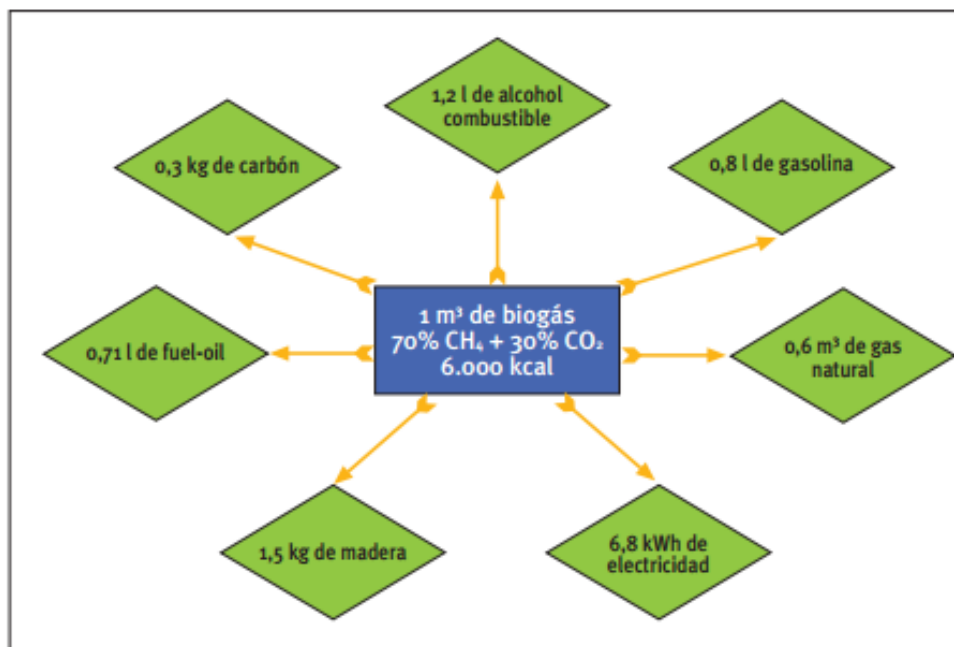 1,2 l de alcohol
combustible
0,3 kg de carbón
0,8 l de gasolina
1 m³ de biogás
70% CH₄ + 30% CO₂
6.000 kcal
0,71 l de fuel-oil
0,6 m³ de gas
natural
1,5 kg de madera
6,8 kWh de
electricidad